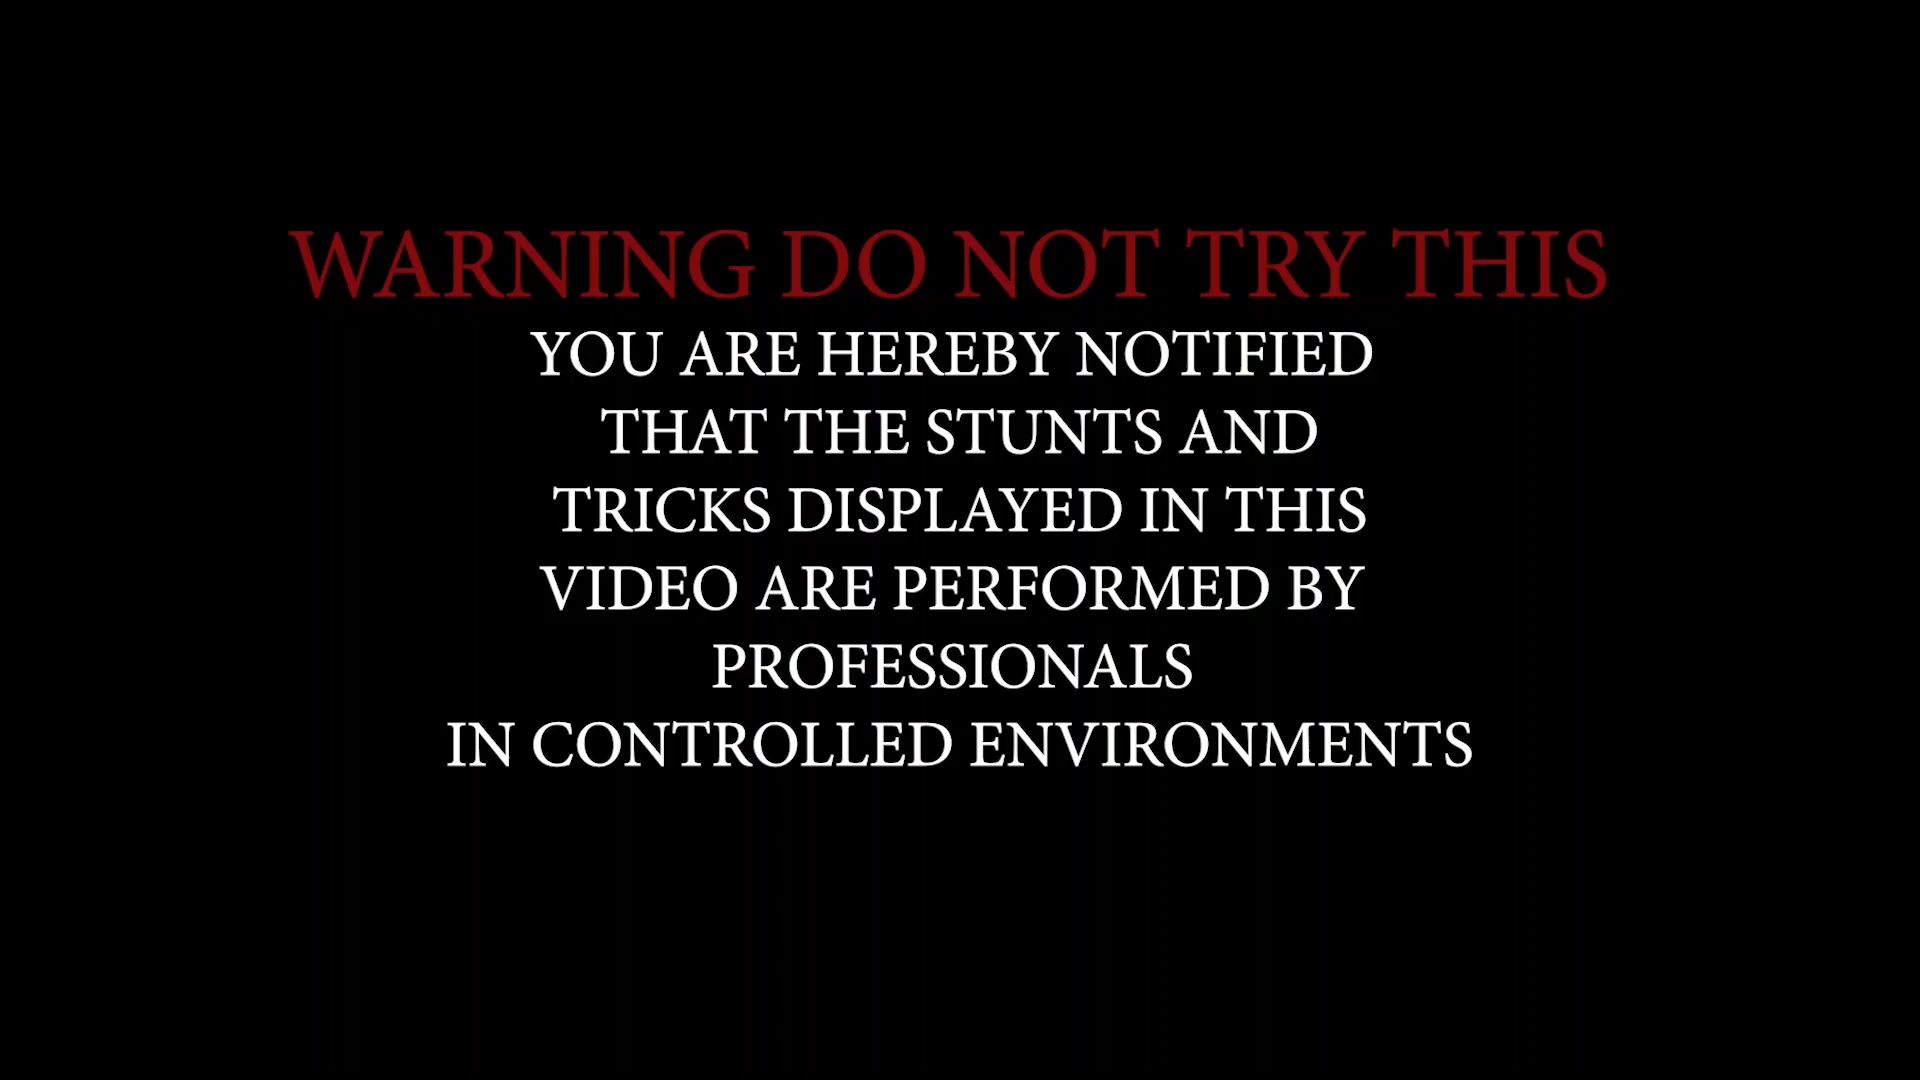 WARNING DO NOT TRY THIS
YOU ARE HEREBY NOTIFIED
THAT THE STUNTS AND
TRICKS DISPLAYED IN THIS
VIDEO ARE PERFORMED BY
PROFESSIONALS
IN CONTROLLED ENVIRONMENTS